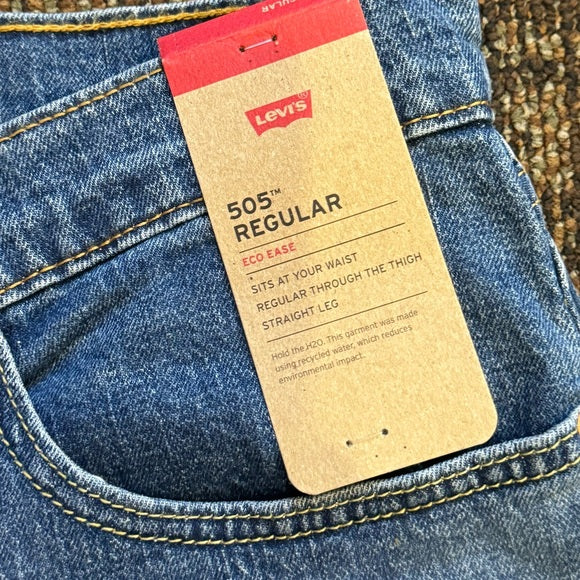 REGULAR
LEVI'S®
505™
REGULAR
ECO EASE
SITS AT YOUR WAIST
REGULAR THROUGH THE THIGH
STRAIGHT LEG
Hold the H2O. This garment was made
using recycled water, which reduces
environmental impact.